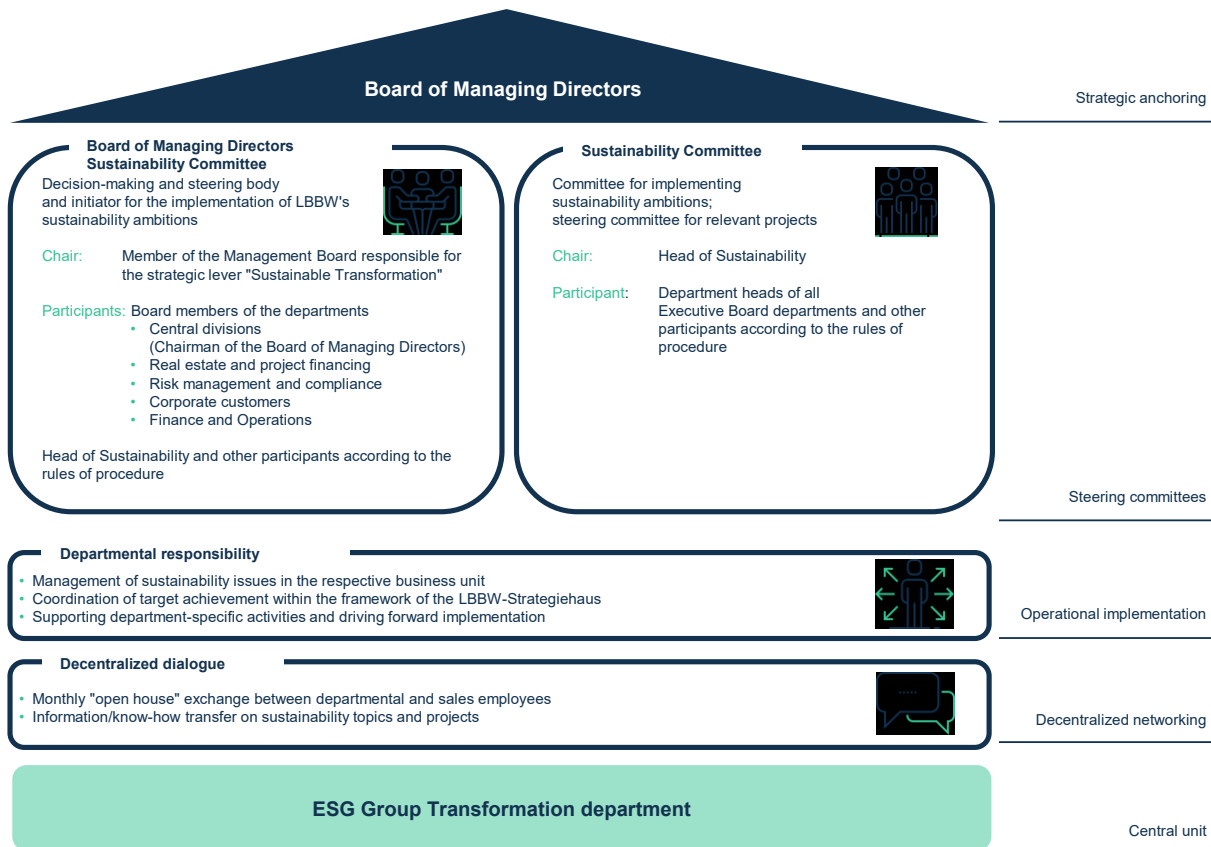 Board of Managing Directors
Strategic anchoring
Board of Managing Directors
Sustainability Committee
Decision-making and steering body
and initiator for the implementation of LBBW's
sustainability ambitions
Chair: Member of the Management Board responsible for
the strategic lever "Sustainable Transformation"
Participants: Board members of the departments
• Central divisions
(Chairman of the Board of Managing Directors)
• Real estate and project financing
• Risk management and compliance
• Corporate customers
• Finance and Operations
Head of Sustainability and other participants according to the
rules of procedure
Sustainability Committee
Committee for implementing
sustainability ambitions;
steering committee for relevant projects
Chair: Head of Sustainability
Participant: Department heads of all
Executive Board departments and other
participants according to the rules of
procedure
Steering committees
Departmental responsibility
• Management of sustainability issues in the respective business unit
• Coordination of target achievement within the framework of the LBBW-Strategiehaus
• Supporting department-specific activities and driving forward implementation
Operational implementation
Decentralized dialogue
• Monthly "open house" exchange between departmental and sales employees
• Information/know-how transfer on sustainability topics and projects
Decentralized networking
ESG Group Transformation department
Central unit